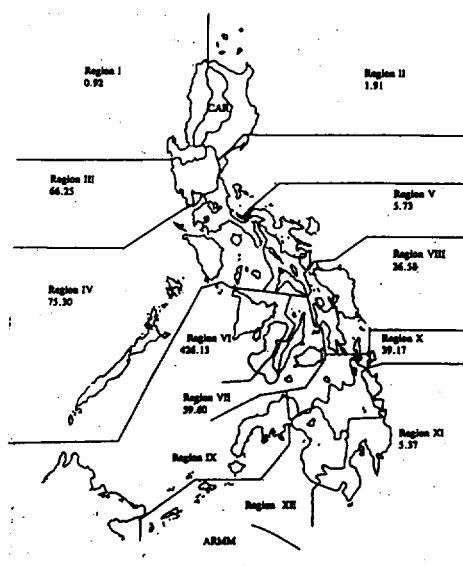 Region I
0.92
Region II
1.91
CAR
Region III
66.25
Region V
5.73
Region VIII
26.58
Region IV
75.30
Region VI
426.13
Region X
39.17
Region VII
39.60
Region XI
5.37
Region IX
Region XII
ARMM